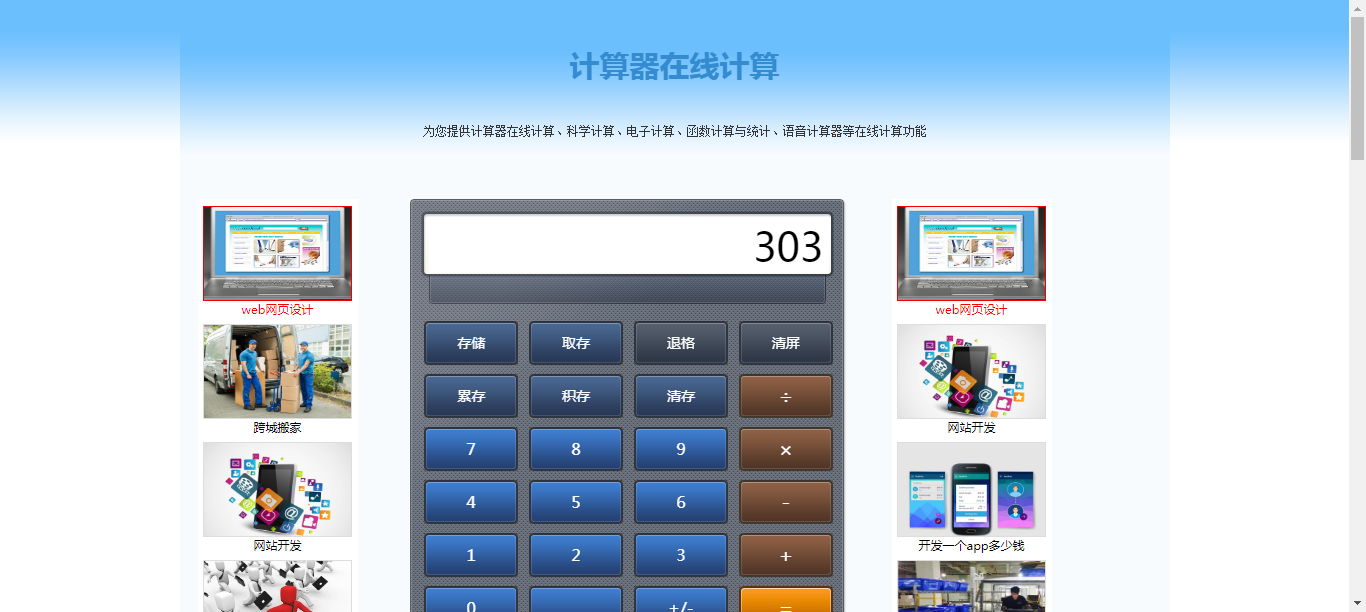 计算器在线计算
为您提供计算器在线计算、科学计算、电子计算、函数计算与统计、语音计算器等在线计算功能
303
存储 取存 退格 清屏
累存 积存 清存 ÷
7 8 9 ×
4 5 6 -
1 2 3 +
0 +/- =
web网页设计
跨城搬家
网站开发
web网页设计
网站开发
开发一个app多少钱